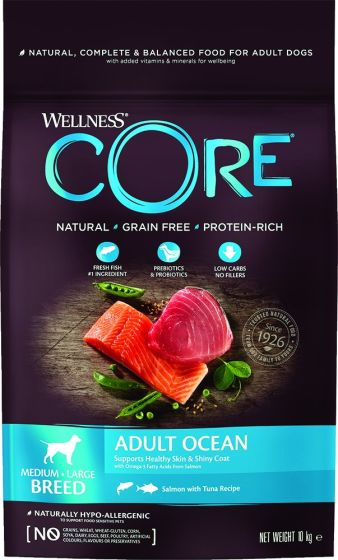 NATURAL, COMPLETE & BALANCED FOOD FOR ADULT DOGS
with added vitamins & minerals for wellbeing
WELLNESS®
CORE®
NATURAL GRAIN FREE PROTEIN-RICH
FRESH FISH
#1 INGREDIENT
PREBIOTICS
& PROBIOTICS
LOW CARBS
NO FILLERS
TRUSTED NATURAL FOOD
Since
1926
ADULT OCEAN
Supports Healthy Skin & Shiny Coat
with Omega-3 Fatty Acids From Salmon
MEDIUM - LARGE
BREED
Salmon with Tuna Recipe
NATURALLY HYPO-ALLERGENIC
TO SUPPORT FOOD SENSITIVE PETS
NO
GRAINS, WHEAT, WHEAT-GLUTEN, CORN,
SOYA, DAIRY, EGGS, BEEF, POULTRY, ARTIFICIAL
COLOURS, FLAVOURS OR PRESERVATIVES
NET WEIGHT 10 kg e